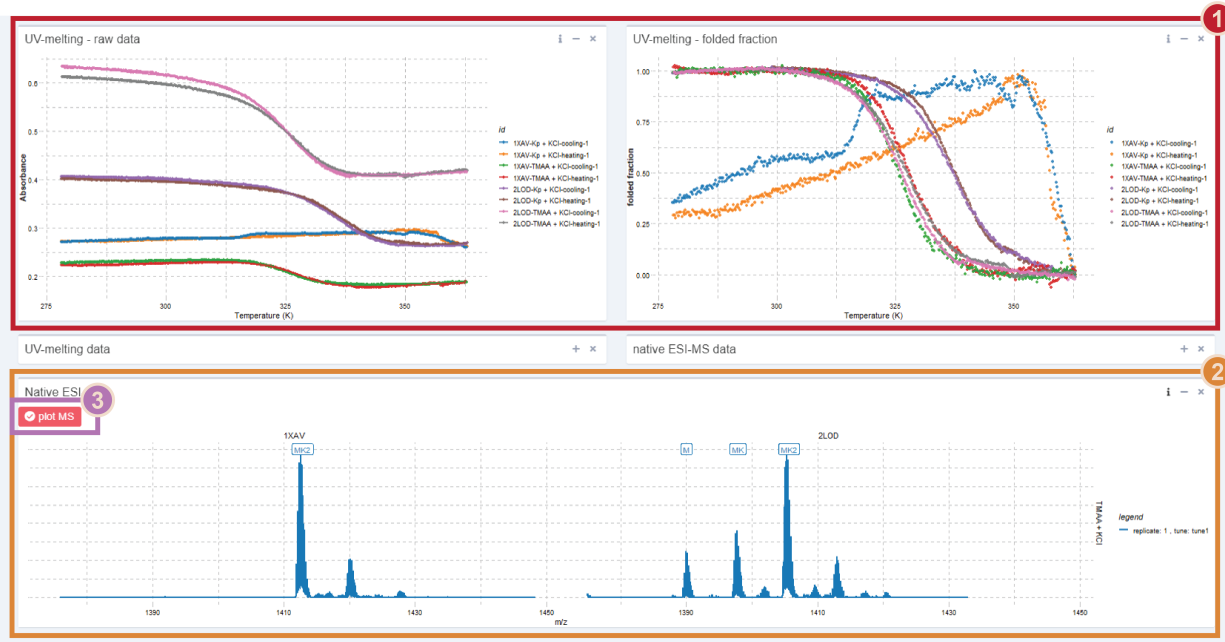 1
UV-melting - raw data
i − ×
0.6
0.5
0.4
0.3
0.2
Absorbance
275
300
325
350
Temperature (K)
id
1XAV-Kp + KCl-cooling-1
1XAV-Kp + KCl-heating-1
1XAV-TMAA + KCl-cooling-1
1XAV-TMAA + KCl-heating-1
2LOD-Kp + KCl-cooling-1
2LOD-Kp + KCl-heating-1
2LOD-TMAA + KCl-cooling-1
2LOD-TMAA + KCl-heating-1
UV-melting - folded fraction
i − ×
1.00
0.75
0.50
0.25
0.00
folded fraction
275
300
325
350
Temperature (K)
id
1XAV-Kp + KCl-cooling-1
1XAV-Kp + KCl-heating-1
1XAV-TMAA + KCl-cooling-1
1XAV-TMAA + KCl-heating-1
2LOD-Kp + KCl-cooling-1
2LOD-Kp + KCl-heating-1
2LOD-TMAA + KCl-cooling-1
2LOD-TMAA + KCl-heating-1
UV-melting data
+ ×
native ESI-MS data
+ ×
2
Native ESI
i − ×
3
plot MS
1XAV
2LOD
MK2
M
MK
MK2
TMAA + KCl
1390
1410
1430
1450
1390
1410
1430
1450
m/z
legend
replicate: 1 , tune: tune1